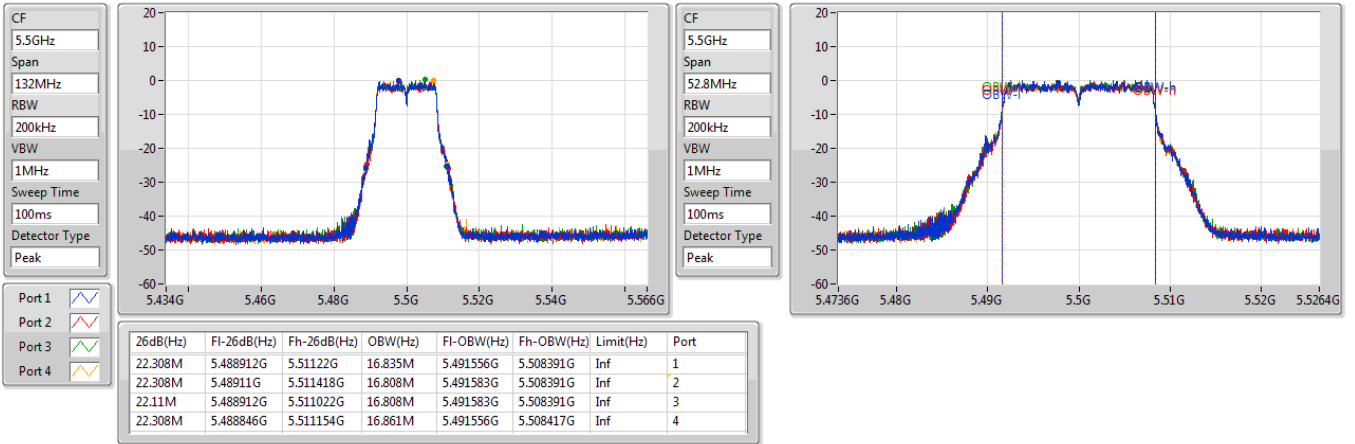 CF
5.5GHz
Span
132MHz
RBW
200kHz
VBW
1MHz
Sweep Time
100ms
Detector Type
Peak
20
10
0
-10
-20
-30
-40
-50
-60
5.434G 5.46G 5.48G 5.5G 5.52G 5.54G 5.566G
CF
5.5GHz
Span
52.8MHz
RBW
200kHz
VBW
1MHz
Sweep Time
100ms
Detector Type
Peak
20
10
0
-10
-20
-30
-40
-50
-60
5.4736G 5.48G 5.49G 5.5G 5.51G 5.52G 5.5264G
Port 1
Port 2
Port 3
Port 4
26dB(Hz) Fl-26dB(Hz) Fh-26dB(Hz) OBW(Hz) Fl-OBW(Hz) Fh-OBW(Hz) Limit(Hz) Port
22.308M 5.488912G 5.51122G 16.835M 5.491556G 5.508391G Inf 1
22.308M 5.48911G 5.511418G 16.808M 5.491583G 5.508391G Inf 2
22.11M 5.488912G 5.511022G 16.808M 5.491583G 5.508391G Inf 3
22.308M 5.488846G 5.511154G 16.861M 5.491556G 5.508417G Inf 4